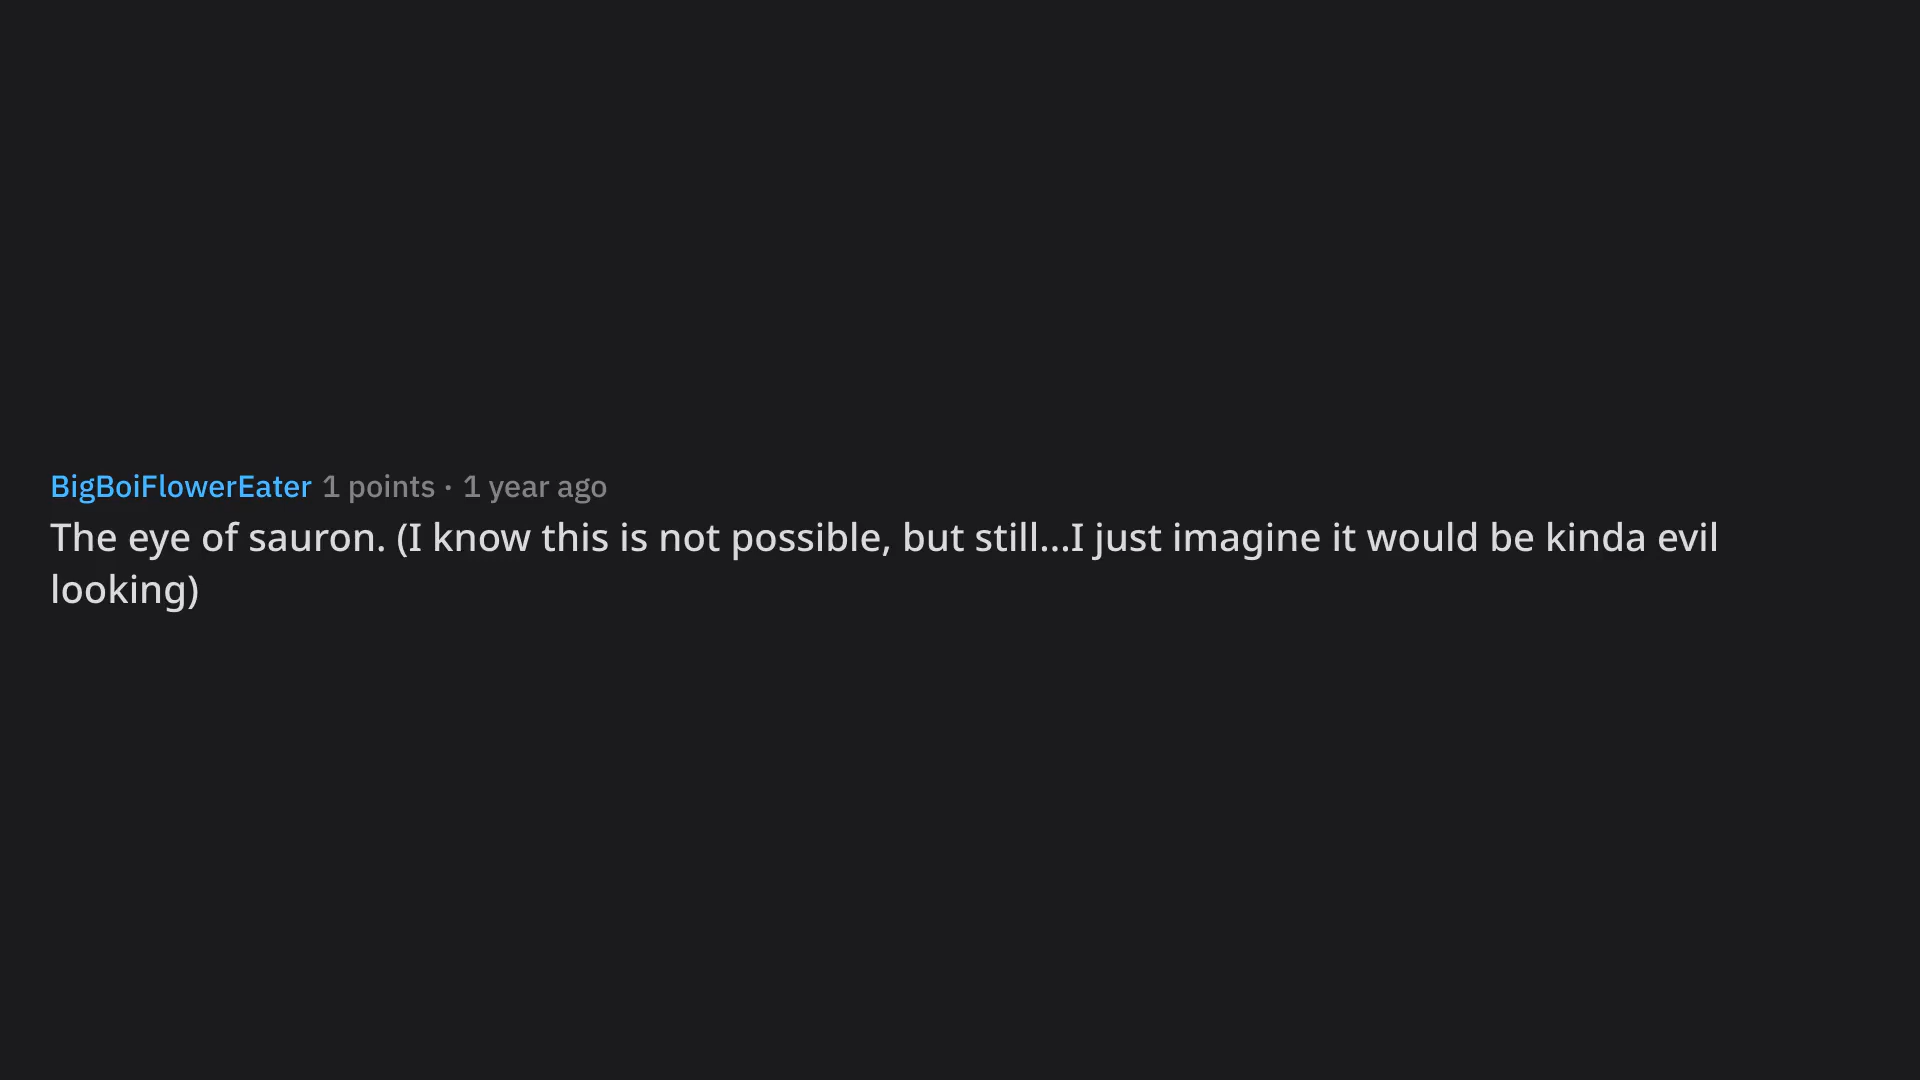 BigBoiFlowerEater 1 points · 1 year ago
The eye of sauron. (I know this is not possible, but still...I just imagine it would be kinda evil
looking)